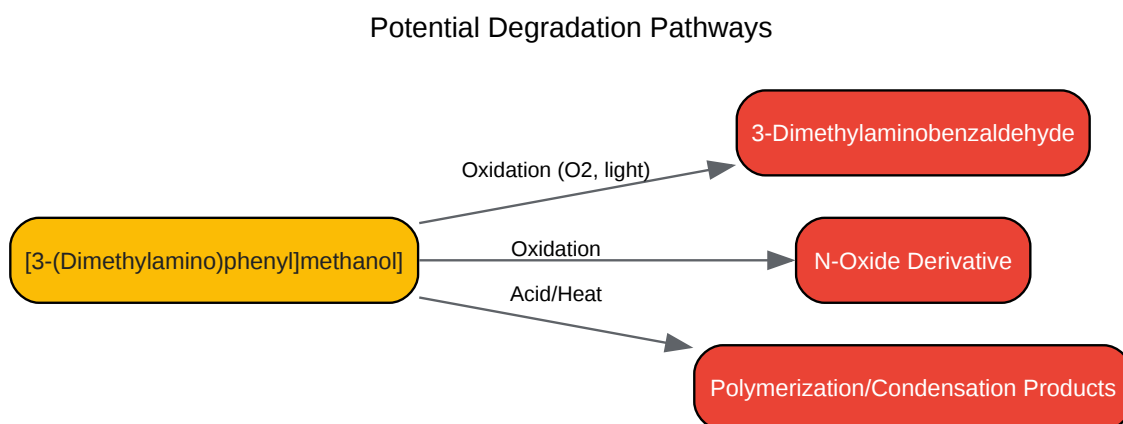 Potential Degradation Pathways
3-Dimethylaminobenzaldehyde
Oxidation (O2, light)
[3-(Dimethylamino)phenyl]methanol]
Oxidation
N-Oxide Derivative
Acid/Heat
Polymerization/Condensation Products